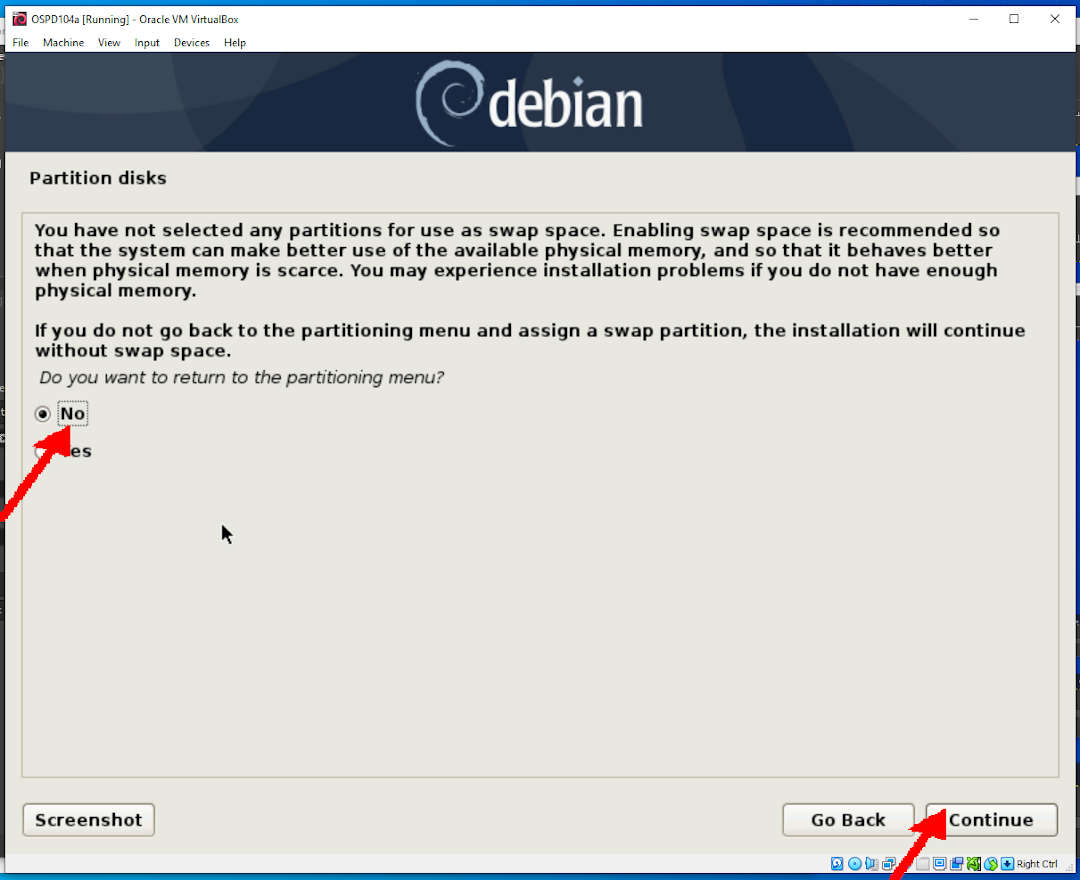 OSPD104a [Running] - Oracle VM VirtualBox
File Machine View Input Devices Help
debian
Partition disks
You have not selected any partitions for use as swap space. Enabling swap space is recommended so
that the system can make better use of the available physical memory, and so that it behaves better
when physical memory is scarce. You may experience installation problems if you do not have enough
physical memory.
If you do not go back to the partitioning menu and assign a swap partition, the installation will continue
without swap space.
Do you want to return to the partitioning menu?
No
es
Screenshot
Go Back
Continue
Right Ctrl